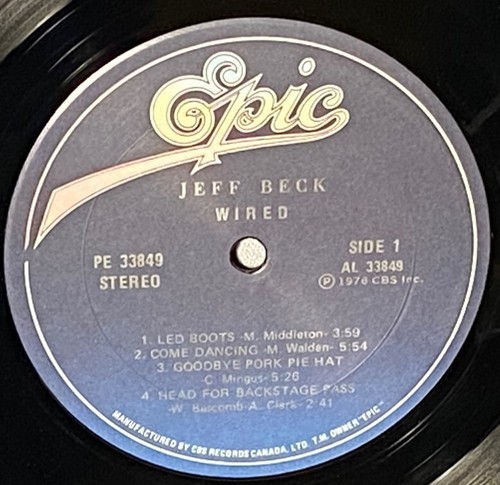 Epic
JEFF BECK
WIRED
PE 33849
STEREO
SIDE 1
AL 33849
Ⓟ 1976 CBS Inc.
1. LED BOOTS -M. Middleton- 3:59
2. COME DANCING -M. Walden- 5:54
3. GOODBYE PORK PIE HAT
C. Mingus- 5:26
4. HEAD FOR BACKSTAGE PASS
-W. Bascomb-A. Clark- 2:41
MANUFACTURED BY CBS RECORDS CANADA, LTD. T.M. OWNER "EPIC"